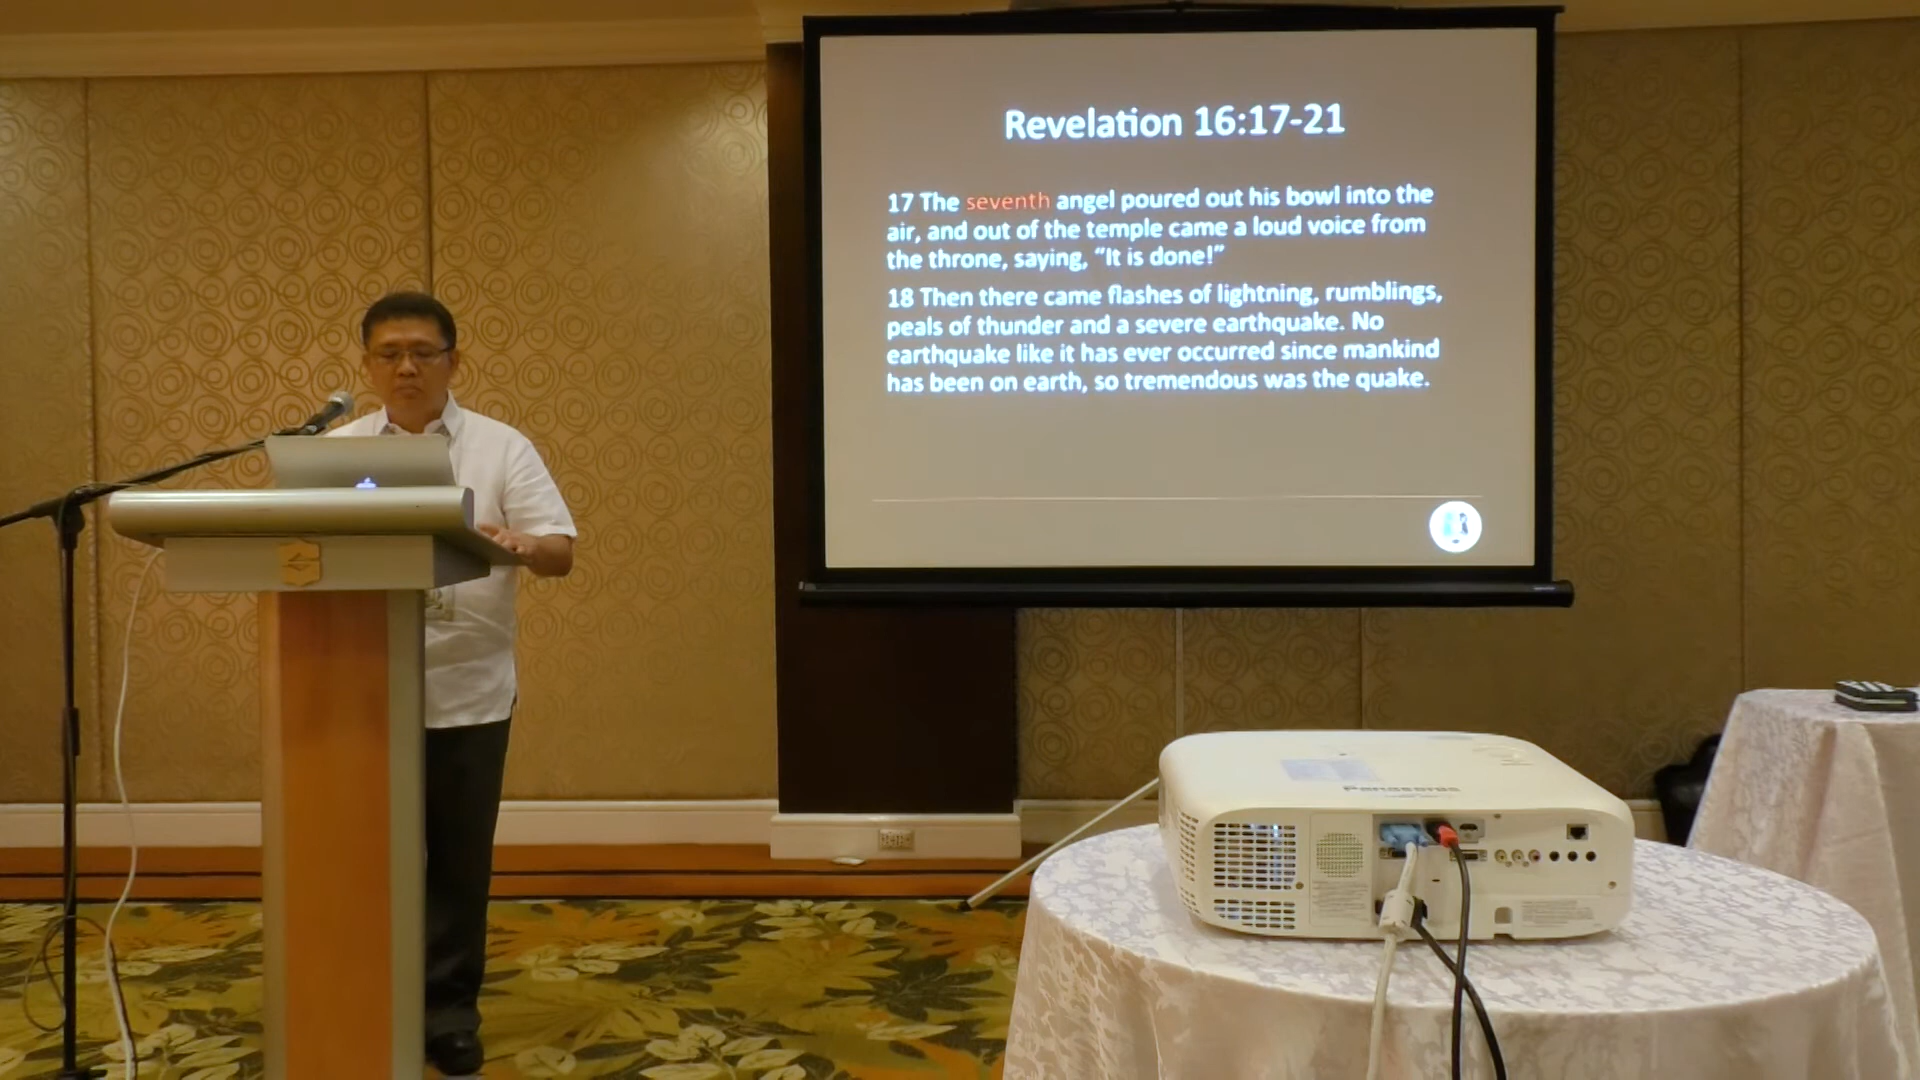 Revelation 16:17-21
17 The seventh angel poured out his bowl into the
air, and out of the temple came a loud voice from
the throne, saying, “It is done!”
18 Then there came flashes of lightning, rumblings,
peals of thunder and a severe earthquake. No
earthquake like it has ever occurred since mankind
has been on earth, so tremendous was the quake.
Panasonic